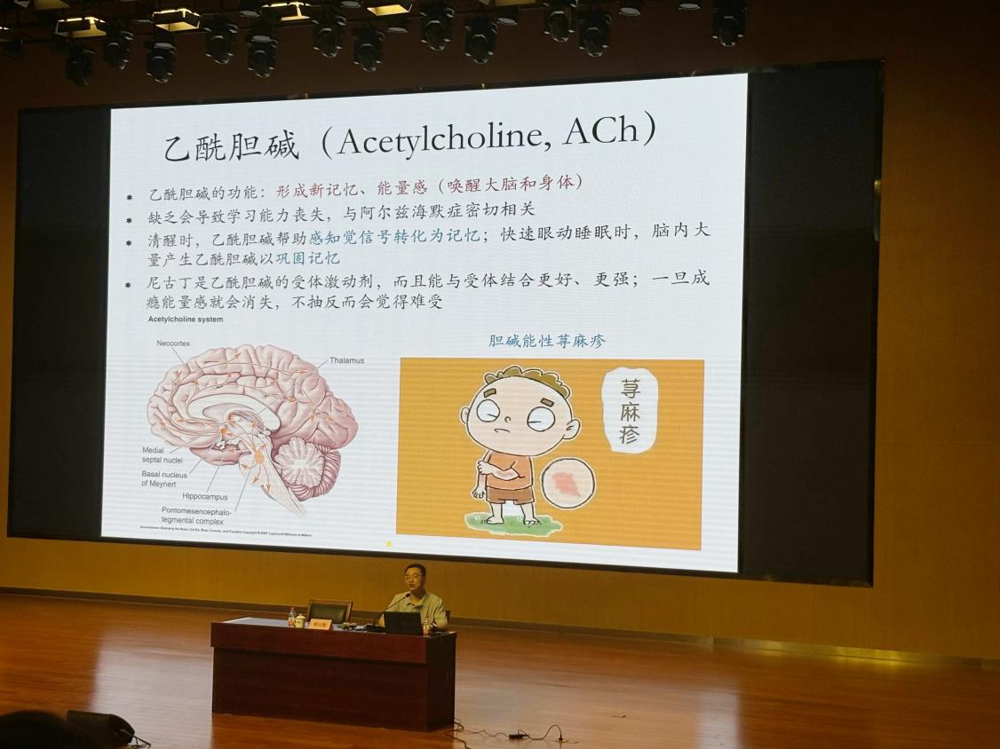 乙酰胆碱（Acetylcholine, ACh）
* 乙酰胆碱的功能：形成新记忆、能量感（唤醒大脑和身体）
* 缺乏会导致学习能力丧失，与阿尔兹海默症密切相关
* 清醒时，乙酰胆碱帮助感知觉信号转化为记忆；快速眼动睡眠时，脑内大
量产生乙酰胆碱以巩固记忆
* 尼古丁是乙酰胆碱的受体激动剂，而且能与受体结合更好、更强；一旦成
瘾能量感就会消失，不抽反而会觉得难受
Acetylcholine system
Neocortex
Thalamus
Medial
septal nuclei
Basal nucleus
of Meynert
Hippocampus
Pontomesencephalo-
tegmental complex
胆碱能性荨麻疹
荨
麻
疹